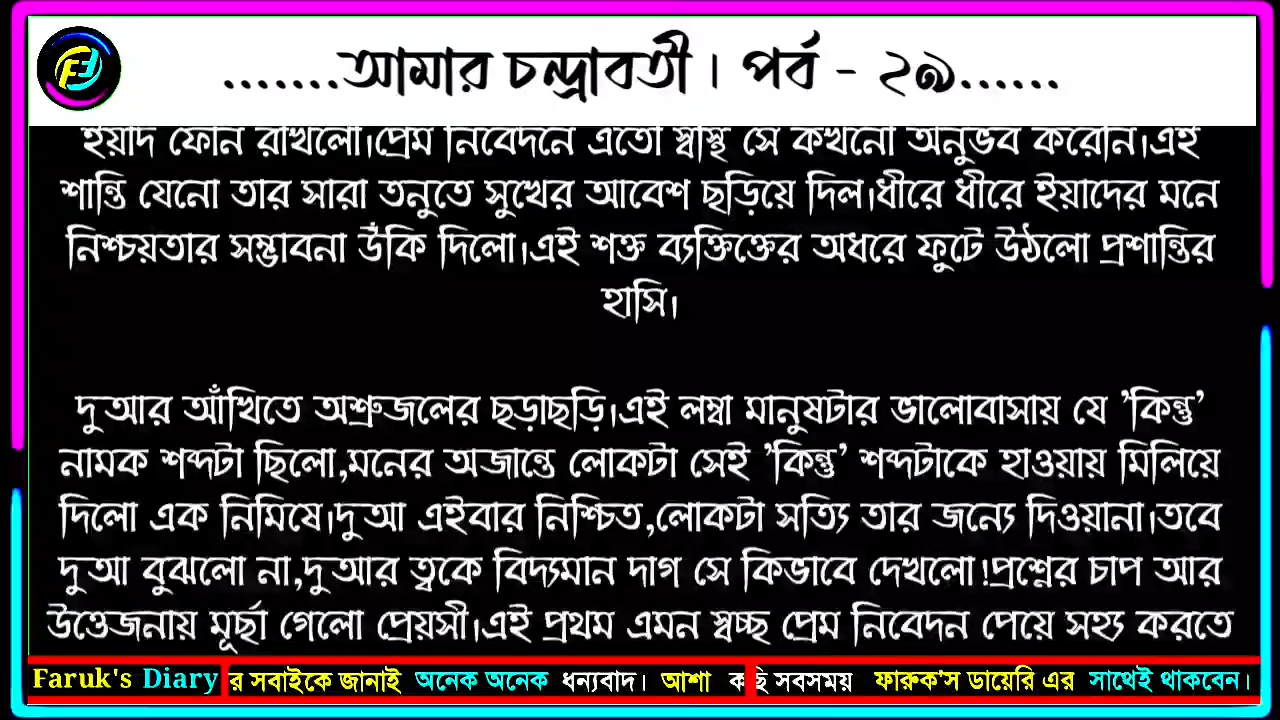 .......আমার চন্দ্রাবতী। পর্ব - ২৯......
ইয়াদ ফোন রাখলো।প্রেম নিবেদনে এতো স্বস্থি সে কখনো অনুভব করেনি।এই
শান্তি যেনো তার সারা তনুতে সুখের আবেশ ছড়িয়ে দিল।ধীরে ধীরে ইয়াদের মনে
নিশ্চয়তার সম্ভাবনা উঁকি দিলো।এই শক্ত ব্যক্তিক্তের অধরে ফুটে উঠলো প্রশান্তির
হাসি।
দুআর আঁখিতে অশ্রুজলের ছড়াছড়ি।এই লম্বা মানুষটার ভালোবাসায় যে 'কিন্তু'
নামক শব্দটা ছিলো,মনের অজান্তে লোকটা সেই 'কিন্তু' শব্দটাকে হাওয়ায় মিলিয়ে
দিলো এক নিমিষে।দুআ এইবার নিশ্চিত,লোকটা সত্যি তার জন্যে দিওয়ানা।তবে
দুআ বুঝলো না,দুআর ত্বকে বিদ্যমান দাগ সে কিভাবে দেখলো!প্রশ্নের চাপ আর
উত্তেজনায় মূর্ছা গেলো প্রেয়সী।এই প্রথম এমন স্বচ্ছ প্রেম নিবেদন পেয়ে সহ্য করতে
Faruk's Diary র সবাইকে জানাই অনেক অনেক ধন্যবাদ। আশা ক ছি সবসময় ফারুক'স ডায়েরি এর সাথেই থাকবেন।